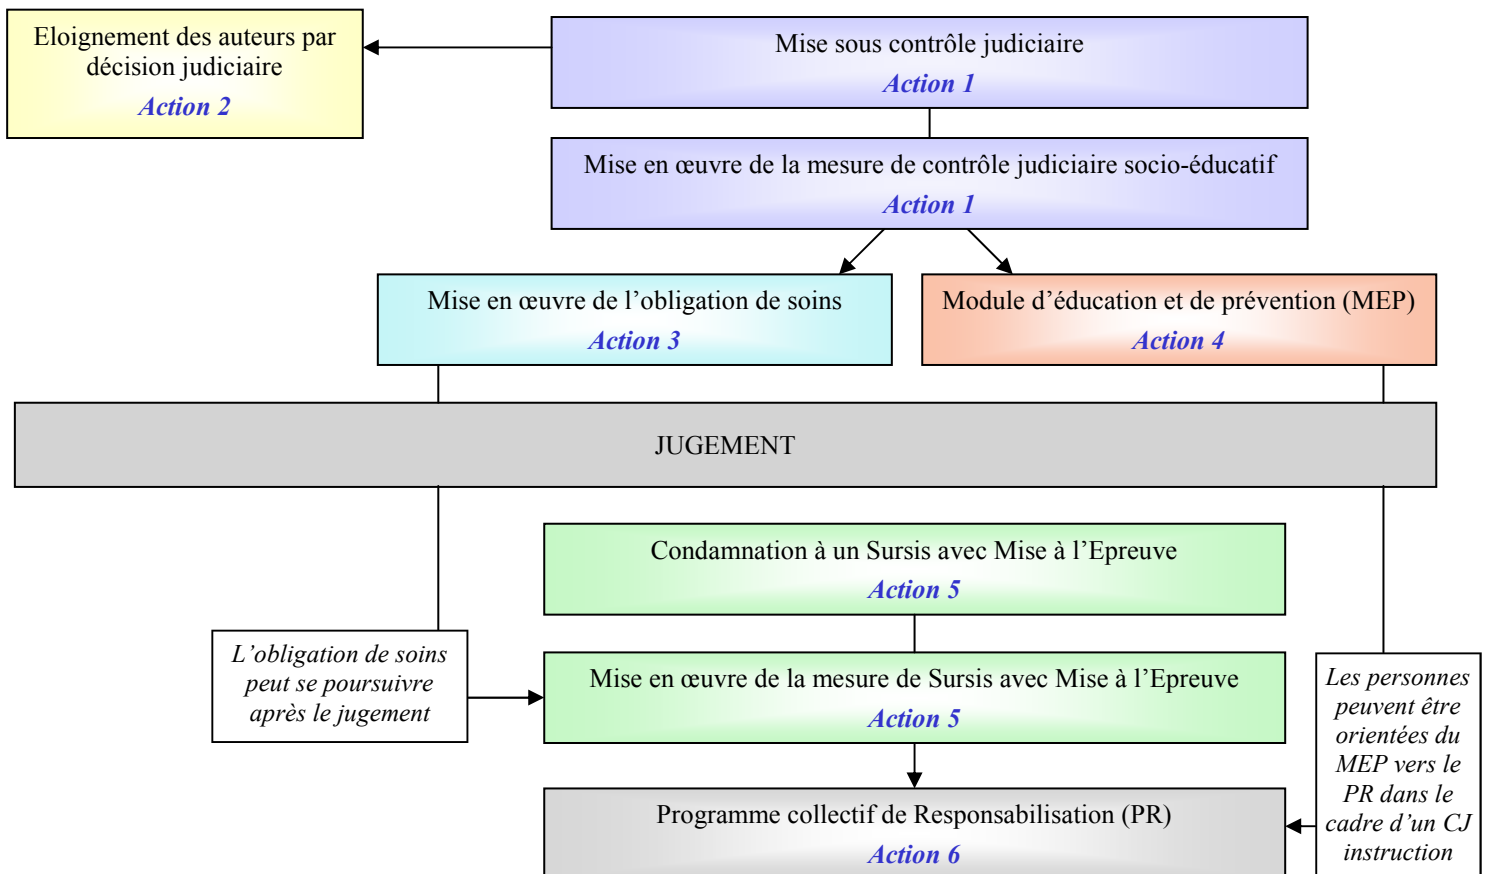 Eloignement des auteurs par
décision judiciaire
Action 2
Mise sous contrôle judiciaire
Action 1
Mise en œuvre de la mesure de contrôle judiciaire socio-éducatif
Action 1
Mise en œuvre de l’obligation de soins
Action 3
Module d’éducation et de prévention (MEP)
Action 4
JUGEMENT
Condamnation à un Sursis avec Mise à l’Epreuve
Action 5
L’obligation de soins
peut se poursuivre
après le jugement
Mise en œuvre de la mesure de Sursis avec Mise à l’Epreuve
Action 5
Les personnes
peuvent être
orientées du
MEP vers le
PR dans le
cadre d’un CJ
instruction
Programme collectif de Responsabilisation (PR)
Action 6